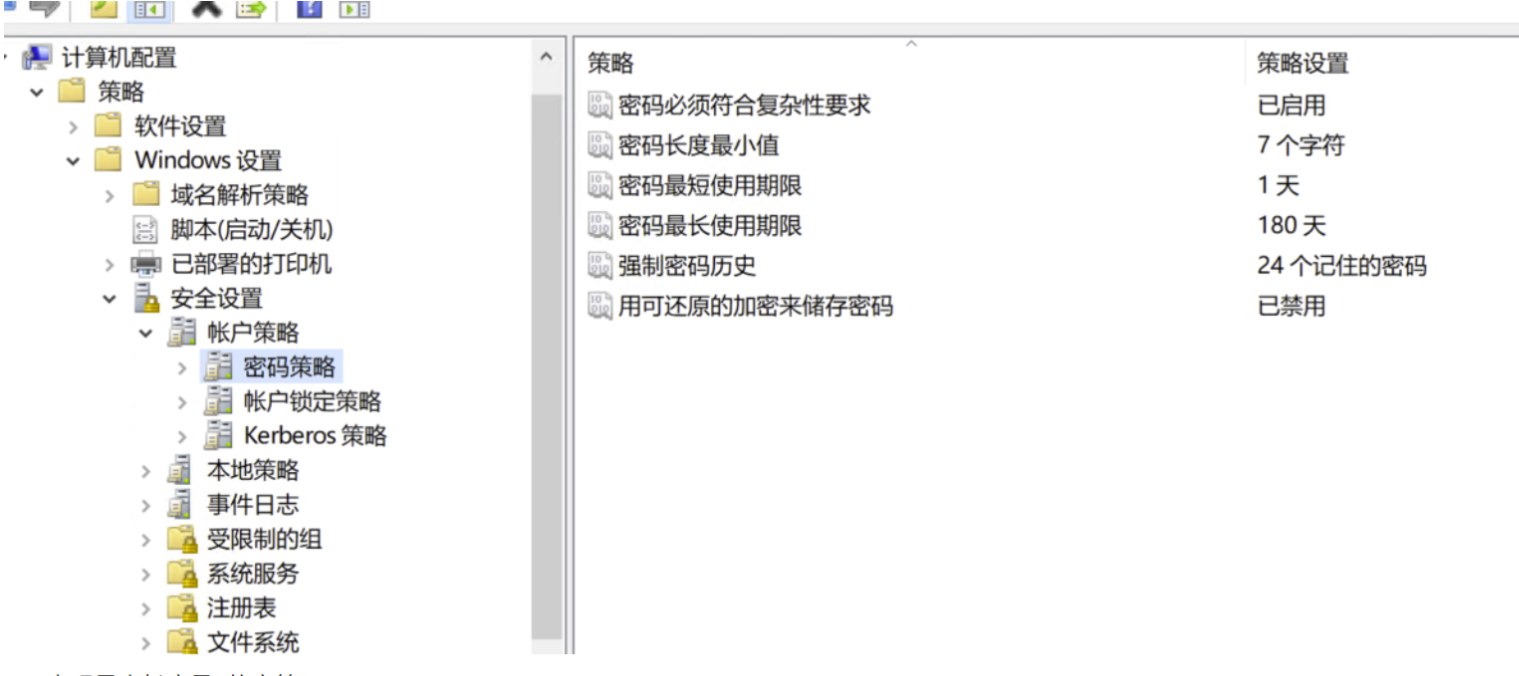 计算机配置
策略
软件设置
Windows 设置
域名解析策略
脚本(启动/关机)
已部署的打印机
安全设置
帐户策略
密码策略
帐户锁定策略
Kerberos 策略
本地策略
事件日志
受限制的组
系统服务
注册表
文件系统
策略 策略设置
密码必须符合复杂性要求 已启用
密码长度最小值 7 个字符
密码最短使用期限 1 天
密码最长使用期限 180 天
强制密码历史 24 个记住的密码
用可还原的加密来储存密码 已禁用